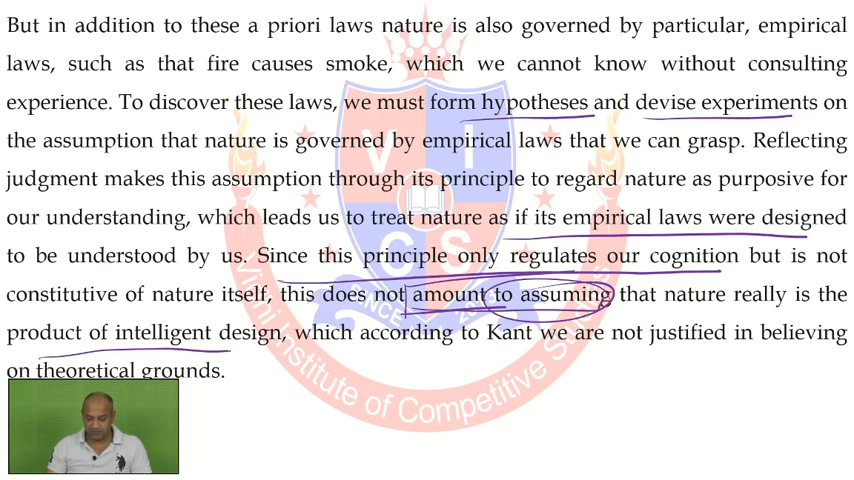 But in addition to these a priori laws nature is also governed by particular, empirical
laws, such as that fire causes smoke, which we cannot know without consulting
experience. To discover these laws, we must form hypotheses and devise experiments on
the assumption that nature is governed by empirical laws that we can grasp. Reflecting
judgment makes this assumption through its principle to regard nature as purposive for
our understanding, which leads us to treat nature as if its empirical laws were designed
to be understood by us. Since this principle only regulates our cognition but is not
constitutive of nature itself, this does not amount to assuming that nature really is the
product of intelligent design, which according to Kant we are not justified in believing
on theoretical grounds.
V I
C S
SINCE
Institute of Competitive